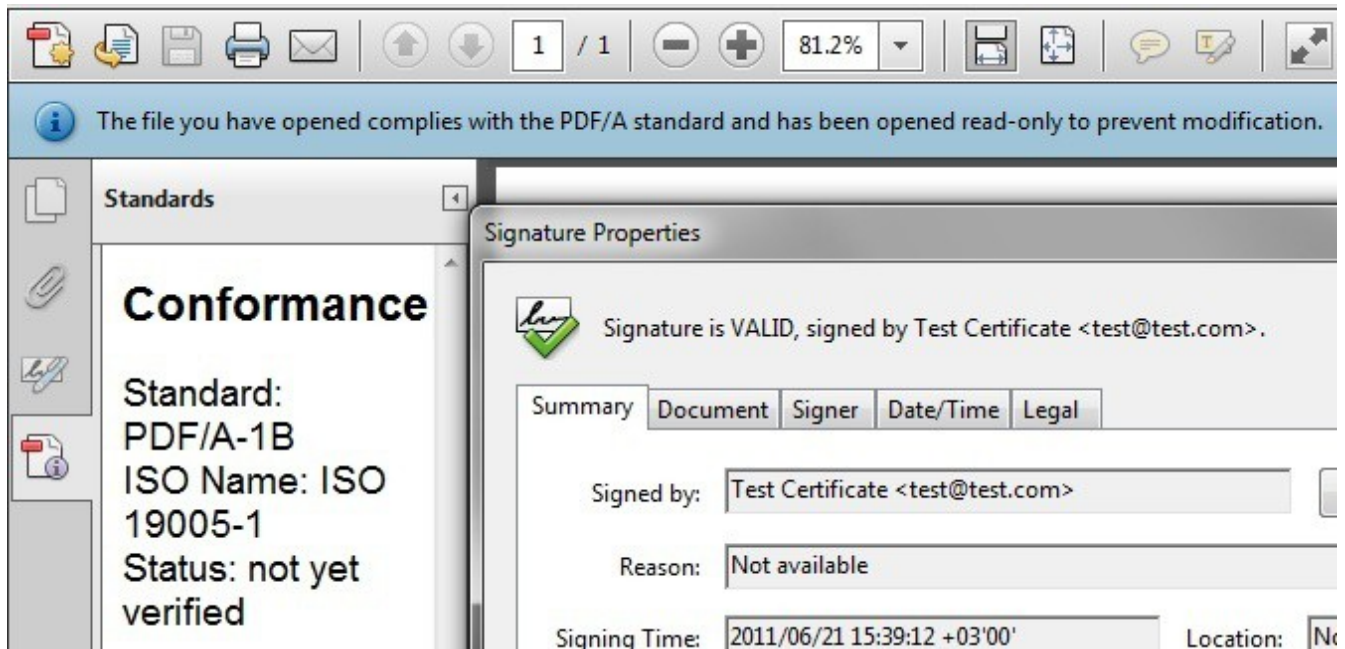 1 / 1 81.2%
The file you have opened complies with the PDF/A standard and has been opened read-only to prevent modification.
Standards
Conformance
Standard:
PDF/A-1B
ISO Name: ISO
19005-1
Status: not yet
verified
Signature Properties
Signature is VALID, signed by Test Certificate <test@test.com>.
Summary Document Signer Date/Time Legal
Signed by: Test Certificate <test@test.com>
Reason: Not available
Signing Time: 2011/06/21 15:39:12 +03'00' Location: